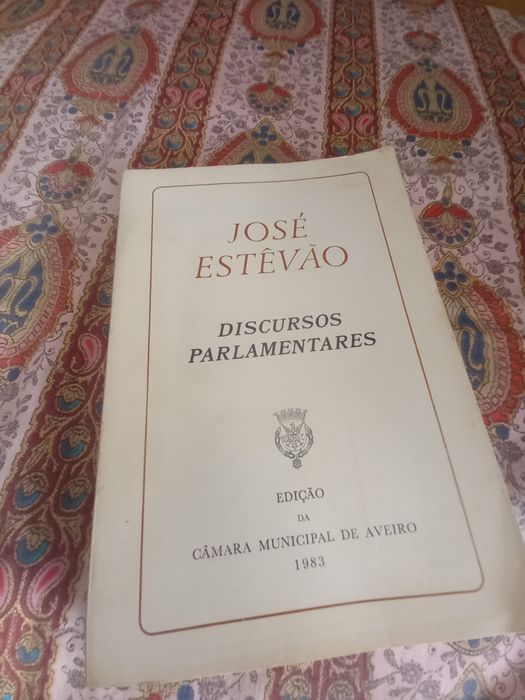 JOSÉ
ESTÊVÃO
DISCURSOS
PARLAMENTARES
EDIÇÃO
DA
CÂMARA MUNICIPAL DE AVEIRO
1983